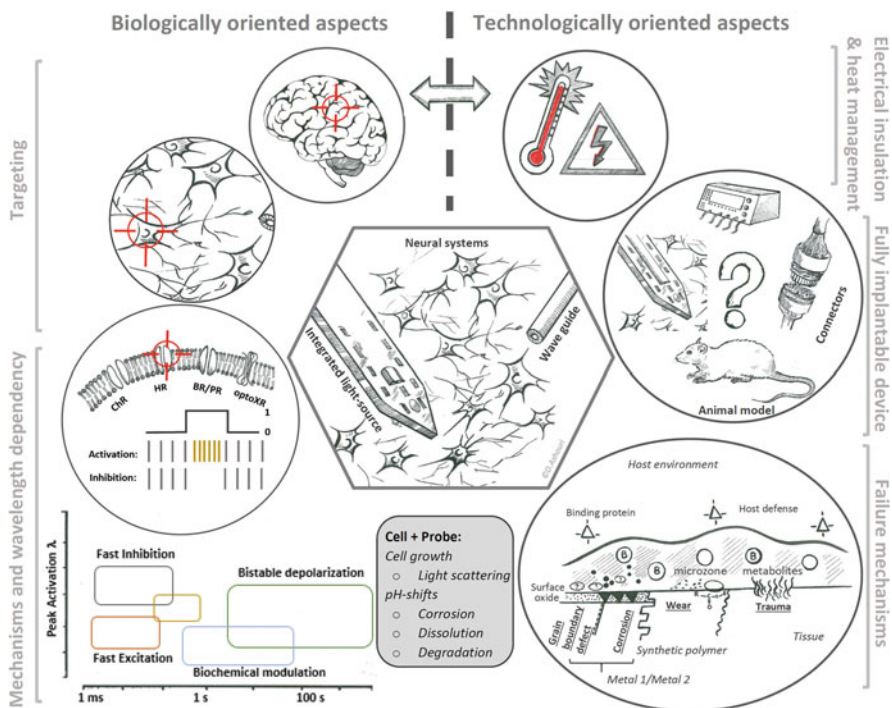 Biologically oriented aspects
Technologically oriented aspects
Targeting
Mechanisms and wavelength dependency
Electrical insulation
& heat management
Fully implantable device
Failure mechanisms
Neural systems
Integrated light-source
Wave guide
©G.Ashouri
Connectors
Animal model
ChR
HR
BR/PR
optoXR
1
0
Activation:
Inhibition:
Peak Activation λ
Fast Inhibition
Bistable depolarization
Fast Excitation
Biochemical modulation
1 ms
1 s
100 s
Cell + Probe:
Cell growth
○ Light scattering
pH-shifts
○ Corrosion
○ Dissolution
○ Degradation
Host environment
Binding protein
Host defense
B
B
B
microzone
metabolites
Surface
oxide
Wear
Trauma
Grain
boundary
defect
Corrosion
Synthetic polymer
Tissue
Metal 1/Metal 2